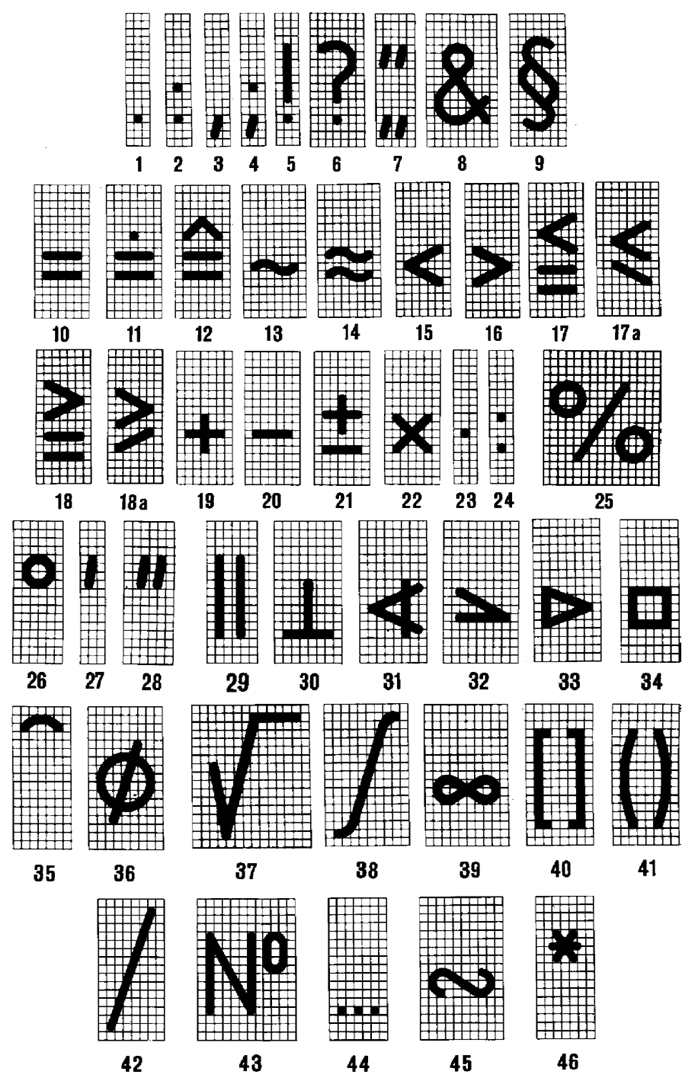 . : , ; ! ? " „ & §
1 2 3 4 5 6 7 8 9
= ≐ ≙ ~ ≈ < > ≦ ⩽
10 11 12 13 14 15 16 17 17a
≧ ⩾ + − ± × · : %
18 18a 19 20 21 22 23 24 25
° ′ ″ ∥ ⊥ ∢ ⦣ ▷ □
26 27 28 29 30 31 32 33 34
⌒ ∅ √ ∫ ∞ [ ] ( )
35 36 37 38 39 40 41
/ № ... ∾ *
42 43 44 45 46